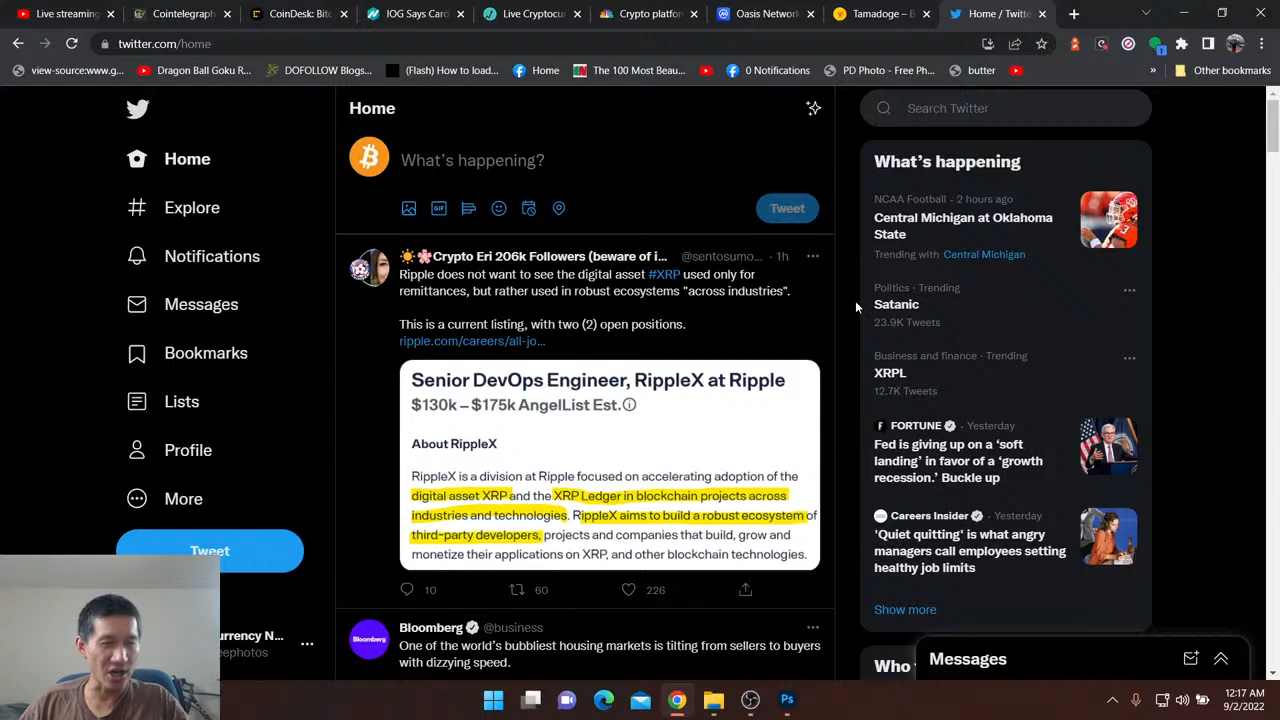 Live streaming
Cointelegraph
CoinDesk: Bitc
IOG Says Card
Live Cryptocur
Crypto platfor
Oasis Network
Tamadoge – B
Home / Twitte
twitter.com/home
view-source:www.g...
Dragon Ball Goku R...
DOFOLLOW Blogs...
(Flash) How to load...
Home
The 100 Most Beau...
0 Notifications
PD Photo - Free Ph...
butter
»
Other bookmarks
Home
Explore
Notifications
Messages
Bookmarks
Lists
Profile
More
Tweet
urrency N...
eephotos
Home
What's happening?
GIF
Tweet
Crypto Eri 206k Followers (beware of i...
@sentosumo... · 1h
Ripple does not want to see the digital asset #XRP used only for
remittances, but rather used in robust ecosystems "across industries".
This is a current listing, with two (2) open positions.
ripple.com/careers/all-jo...
Senior DevOps Engineer, RippleX at Ripple
$130k – $175k AngelList Est.
About RippleX
RippleX is a division at Ripple focused on accelerating adoption of the
digital asset XRP and the XRP Ledger in blockchain projects across
industries and technologies. RippleX aims to build a robust ecosystem of
third-party developers, projects and companies that build, grow and
monetize their applications on XRP, and other blockchain technologies.
10
60
226
Bloomberg
Bloomberg @business
One of the world's bubbliest housing markets is tilting from sellers to buyers
with dizzying speed.
Search Twitter
What's happening
NCAA Football · 2 hours ago
Central Michigan at Oklahoma
State
Trending with Central Michigan
Politics · Trending
Satanic
23.9K Tweets
Business and finance · Trending
XRPL
12.7K Tweets
FORTUNE · Yesterday
Fed is giving up on a 'soft
landing' in favor of a 'growth
recession.' Buckle up
Careers Insider · Yesterday
'Quiet quitting' is what angry
managers call employees setting
healthy job limits
Show more
Messages
Ps
12:17 AM
9/2/2022